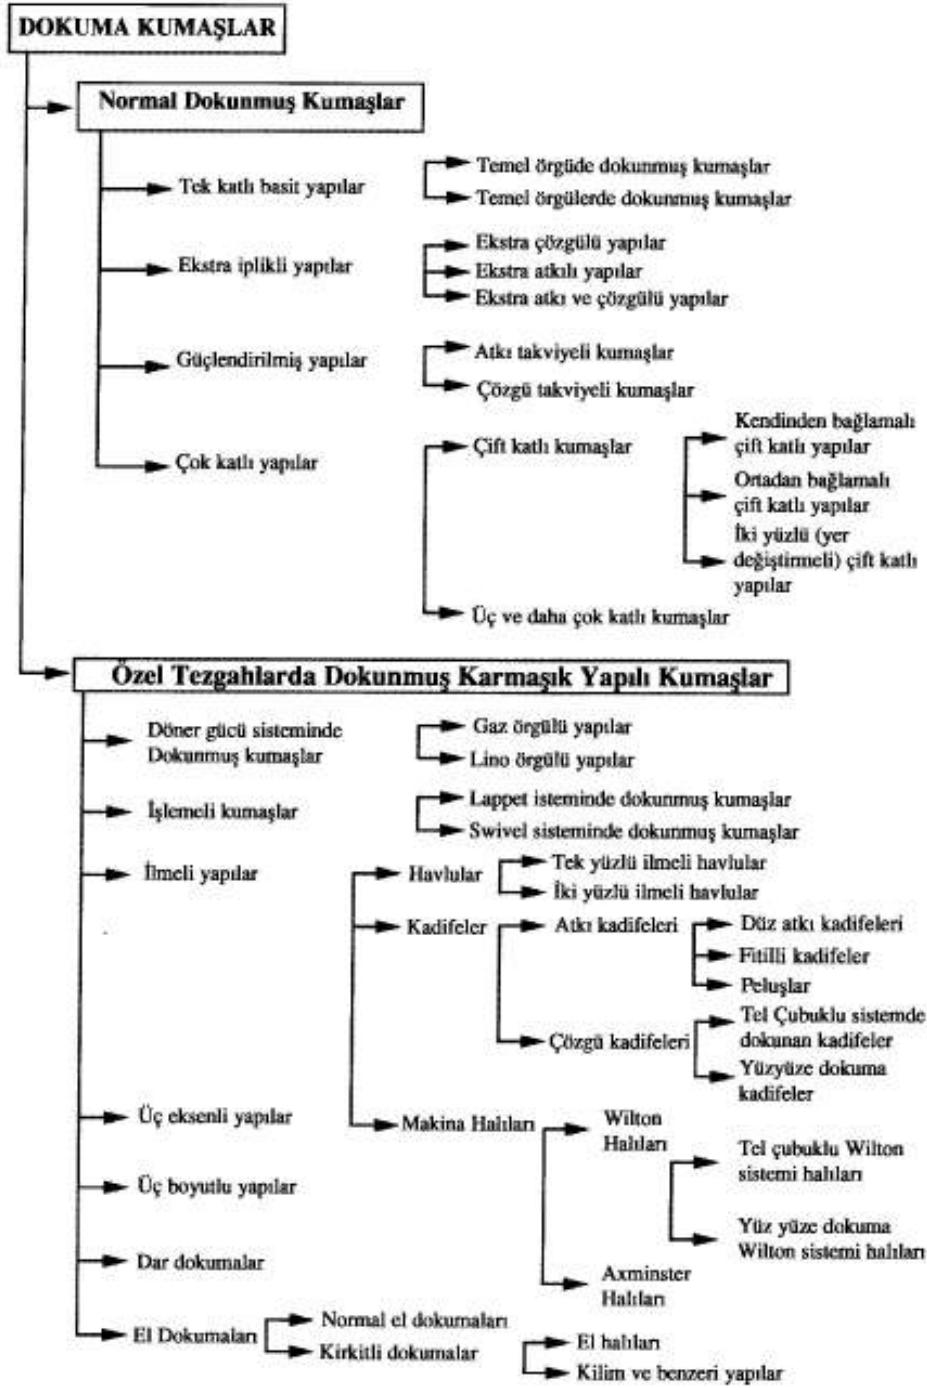 DOKUMA KUMAŞLAR
Normal Dokunmuş Kumaşlar
Tek katlı basit yapılar
Temel örgüde dokunmuş kumaşlar
Temel örgülerde dokunmuş kumaşlar
Ekstra iplikli yapılar
Ekstra çözgülü yapılar
Ekstra atkılı yapılar
Ekstra atkı ve çözgülü yapılar
Güçlendirilmiş yapılar
Atkı takviyeli kumaşlar
Çözgü takviyeli kumaşlar
Çok katlı yapılar
Çift katlı kumaşlar
Kendinden bağlamalı
çift katlı yapılar
Ortadan bağlamalı
çift katlı yapılar
İki yüzlü (yer
değiştirmeli) çift katlı
yapılar
Üç ve daha çok katlı kumaşlar
Özel Tezgahlarda Dokunmuş Karmaşık Yapılı Kumaşlar
Döner gücü sisteminde
Dokunmuş kumaşlar
Gaz örgülü yapılar
Lino örgülü yapılar
İşlemeli kumaşlar
Lappet isteminde dokunmuş kumaşlar
Swivel sisteminde dokunmuş kumaşlar
İlmeli yapılar
Havlular
Tek yüzlü ilmeli havlular
İki yüzlü ilmeli havlular
Kadifeler
Atkı kadifeleri
Düz atkı kadifeleri
Fitilli kadifeler
Peluşlar
Çözgü kadifeleri
Tel Çubuklu sistemde
dokunan kadifeler
Yüzyüze dokuma
kadifeler
Makina Halıları
Wilton
Halıları
Tel çubuklu Wilton
sistemi halıları
Yüz yüze dokuma
Wilton sistemi halıları
Axminster
Halıları
Üç eksenli yapılar
Üç boyutlu yapılar
Dar dokumalar
El Dokumaları
Normal el dokumaları
Kirkitli dokumalar
El halıları
Kilim ve benzeri yapılar